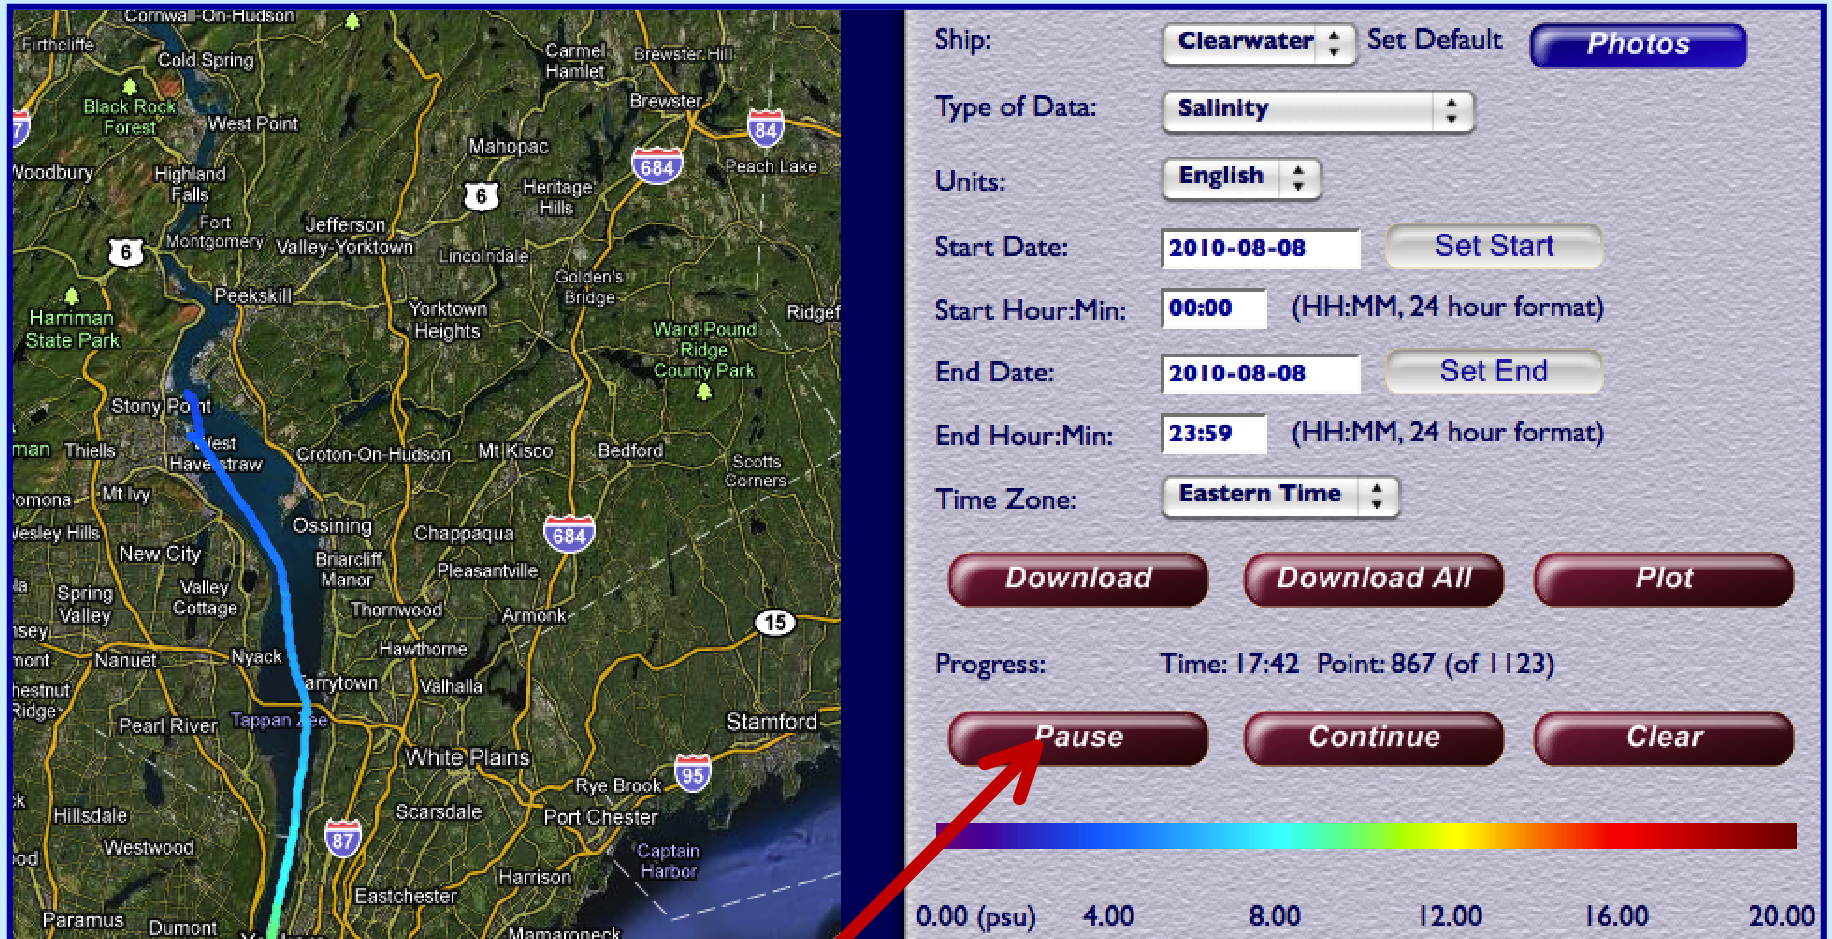 Cornwall-On-Hudson
Firthcliffe
Cold Spring
Carmel
Hamlet
Brewster Hill
Black Rock
Forest
West Point
Brewster
84
Mahopac
684
Peach Lake
Woodbury
Highland
Falls
6
Heritage
Hills
Fort
Montgomery
Jefferson
Valley-Yorktown
6
Lincolndale
Golden's
Bridge
Peekskill
Harriman
State Park
Yorktown
Heights
Ridgef
Ward Pound
Ridge
County Park
Stony Point
West
Haverstraw
man
Thiells
Croton-On-Hudson
Mt Kisco
Bedford
Scotts
Corners
Pomona
Mt Ivy
Ossining
Chappaqua
684
Wesley Hills
New City
Briarcliff
Manor
Pleasantville
Spring
Valley
Valley
Cottage
Thornwood
Armonk
15
Nanuet
Nyack
Hawthorne
Tarrytown
Valhalla
hestnut
Ridge
Pearl River
Tappan Zee
Stamford
White Plains
95
Rye Brook
Hillsdale
Scarsdale
Port Chester
87
Westwood
Captain
Harbor
Harrison
Eastchester
Paramus
Dumont
Mamaroneck
Ship:
Clearwater
Set Default
Photos
Type of Data:
Salinity
Units:
English
Start Date:
2010-08-08
Set Start
Start Hour:Min:
00:00
(HH:MM, 24 hour format)
End Date:
2010-08-08
Set End
End Hour:Min:
23:59
(HH:MM, 24 hour format)
Time Zone:
Eastern Time
Download
Download All
Plot
Progress:
Time: 17:42 Point: 867 (of 1123)
Pause
Continue
Clear
0.00 (psu) 4.00 8.00 12.00 16.00 20.00